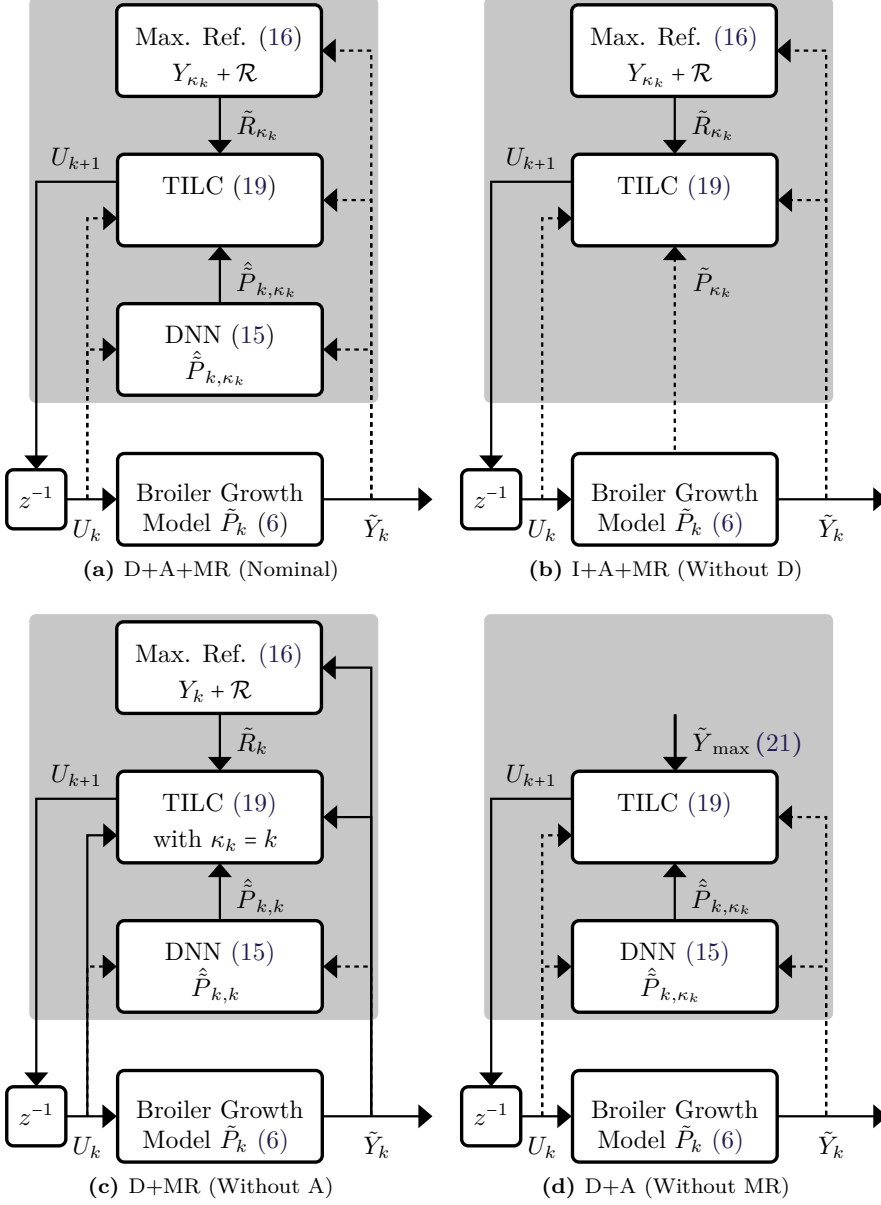 Max. Ref. (16)
Y_{κ_k} + ℛ
R̃_{κ_k}
U_{k+1}
TILC (19)
P̃̂_{k,κ_k}
DNN (15)
P̃̂_{k,κ_k}
z^{-1}
Broiler Growth
Model P̃_k (6)
U_k
Ỹ_k
(a) D+A+MR (Nominal)
Max. Ref. (16)
Y_{κ_k} + ℛ
R̃_{κ_k}
U_{k+1}
TILC (19)
P̃_{κ_k}
z^{-1}
Broiler Growth
Model P̃_k (6)
U_k
Ỹ_k
(b) I+A+MR (Without D)
Max. Ref. (16)
Y_k + ℛ
R̃_k
U_{k+1}
TILC (19)
with κ_k = k
P̃̂_{k,k}
DNN (15)
P̃̂_{k,k}
z^{-1}
Broiler Growth
Model P̃_k (6)
U_k
Ỹ_k
(c) D+MR (Without A)
Ỹ_{max} (21)
U_{k+1}
TILC (19)
P̃̂_{k,κ_k}
DNN (15)
P̃̂_{k,κ_k}
z^{-1}
Broiler Growth
Model P̃_k (6)
U_k
Ỹ_k
(d) D+A (Without MR)